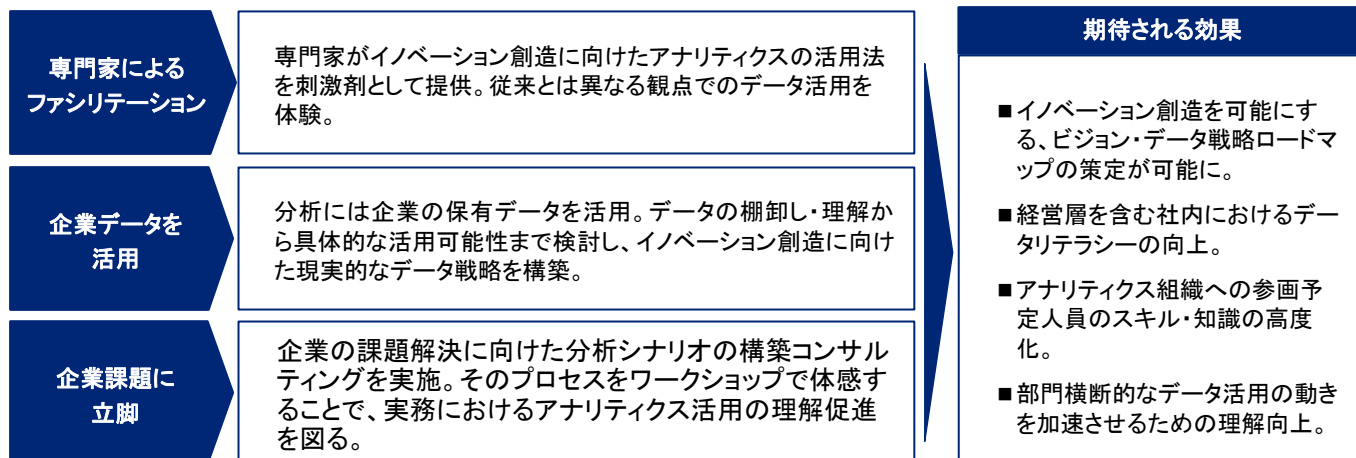 専門家による
ファシリテーション
専門家がイノベーション創造に向けたアナリティクスの活用法
を刺激剤として提供。従来とは異なる観点でのデータ活用を
体験。
企業データを
活用
分析には企業の保有データを活用。データの棚卸し・理解か
ら具体的な活用可能性まで検討し、イノベーション創造に向け
た現実的なデータ戦略を構築。
企業課題に
立脚
企業の課題解決に向けた分析シナリオの構築コンサル
ティングを実施。そのプロセスをワークショップで体感す
ることで、実務におけるアナリティクス活用の理解促進
を図る。
期待される効果
■イノベーション創造を可能にす
る、ビジョン・データ戦略ロードマ
ップの策定が可能に。
■経営層を含む社内におけるデー
タリテラシーの向上。
■アナリティクス組織への参画予
定人員のスキル・知識の高度
化。
■部門横断的なデータ活用の動き
を加速させるための理解向上。